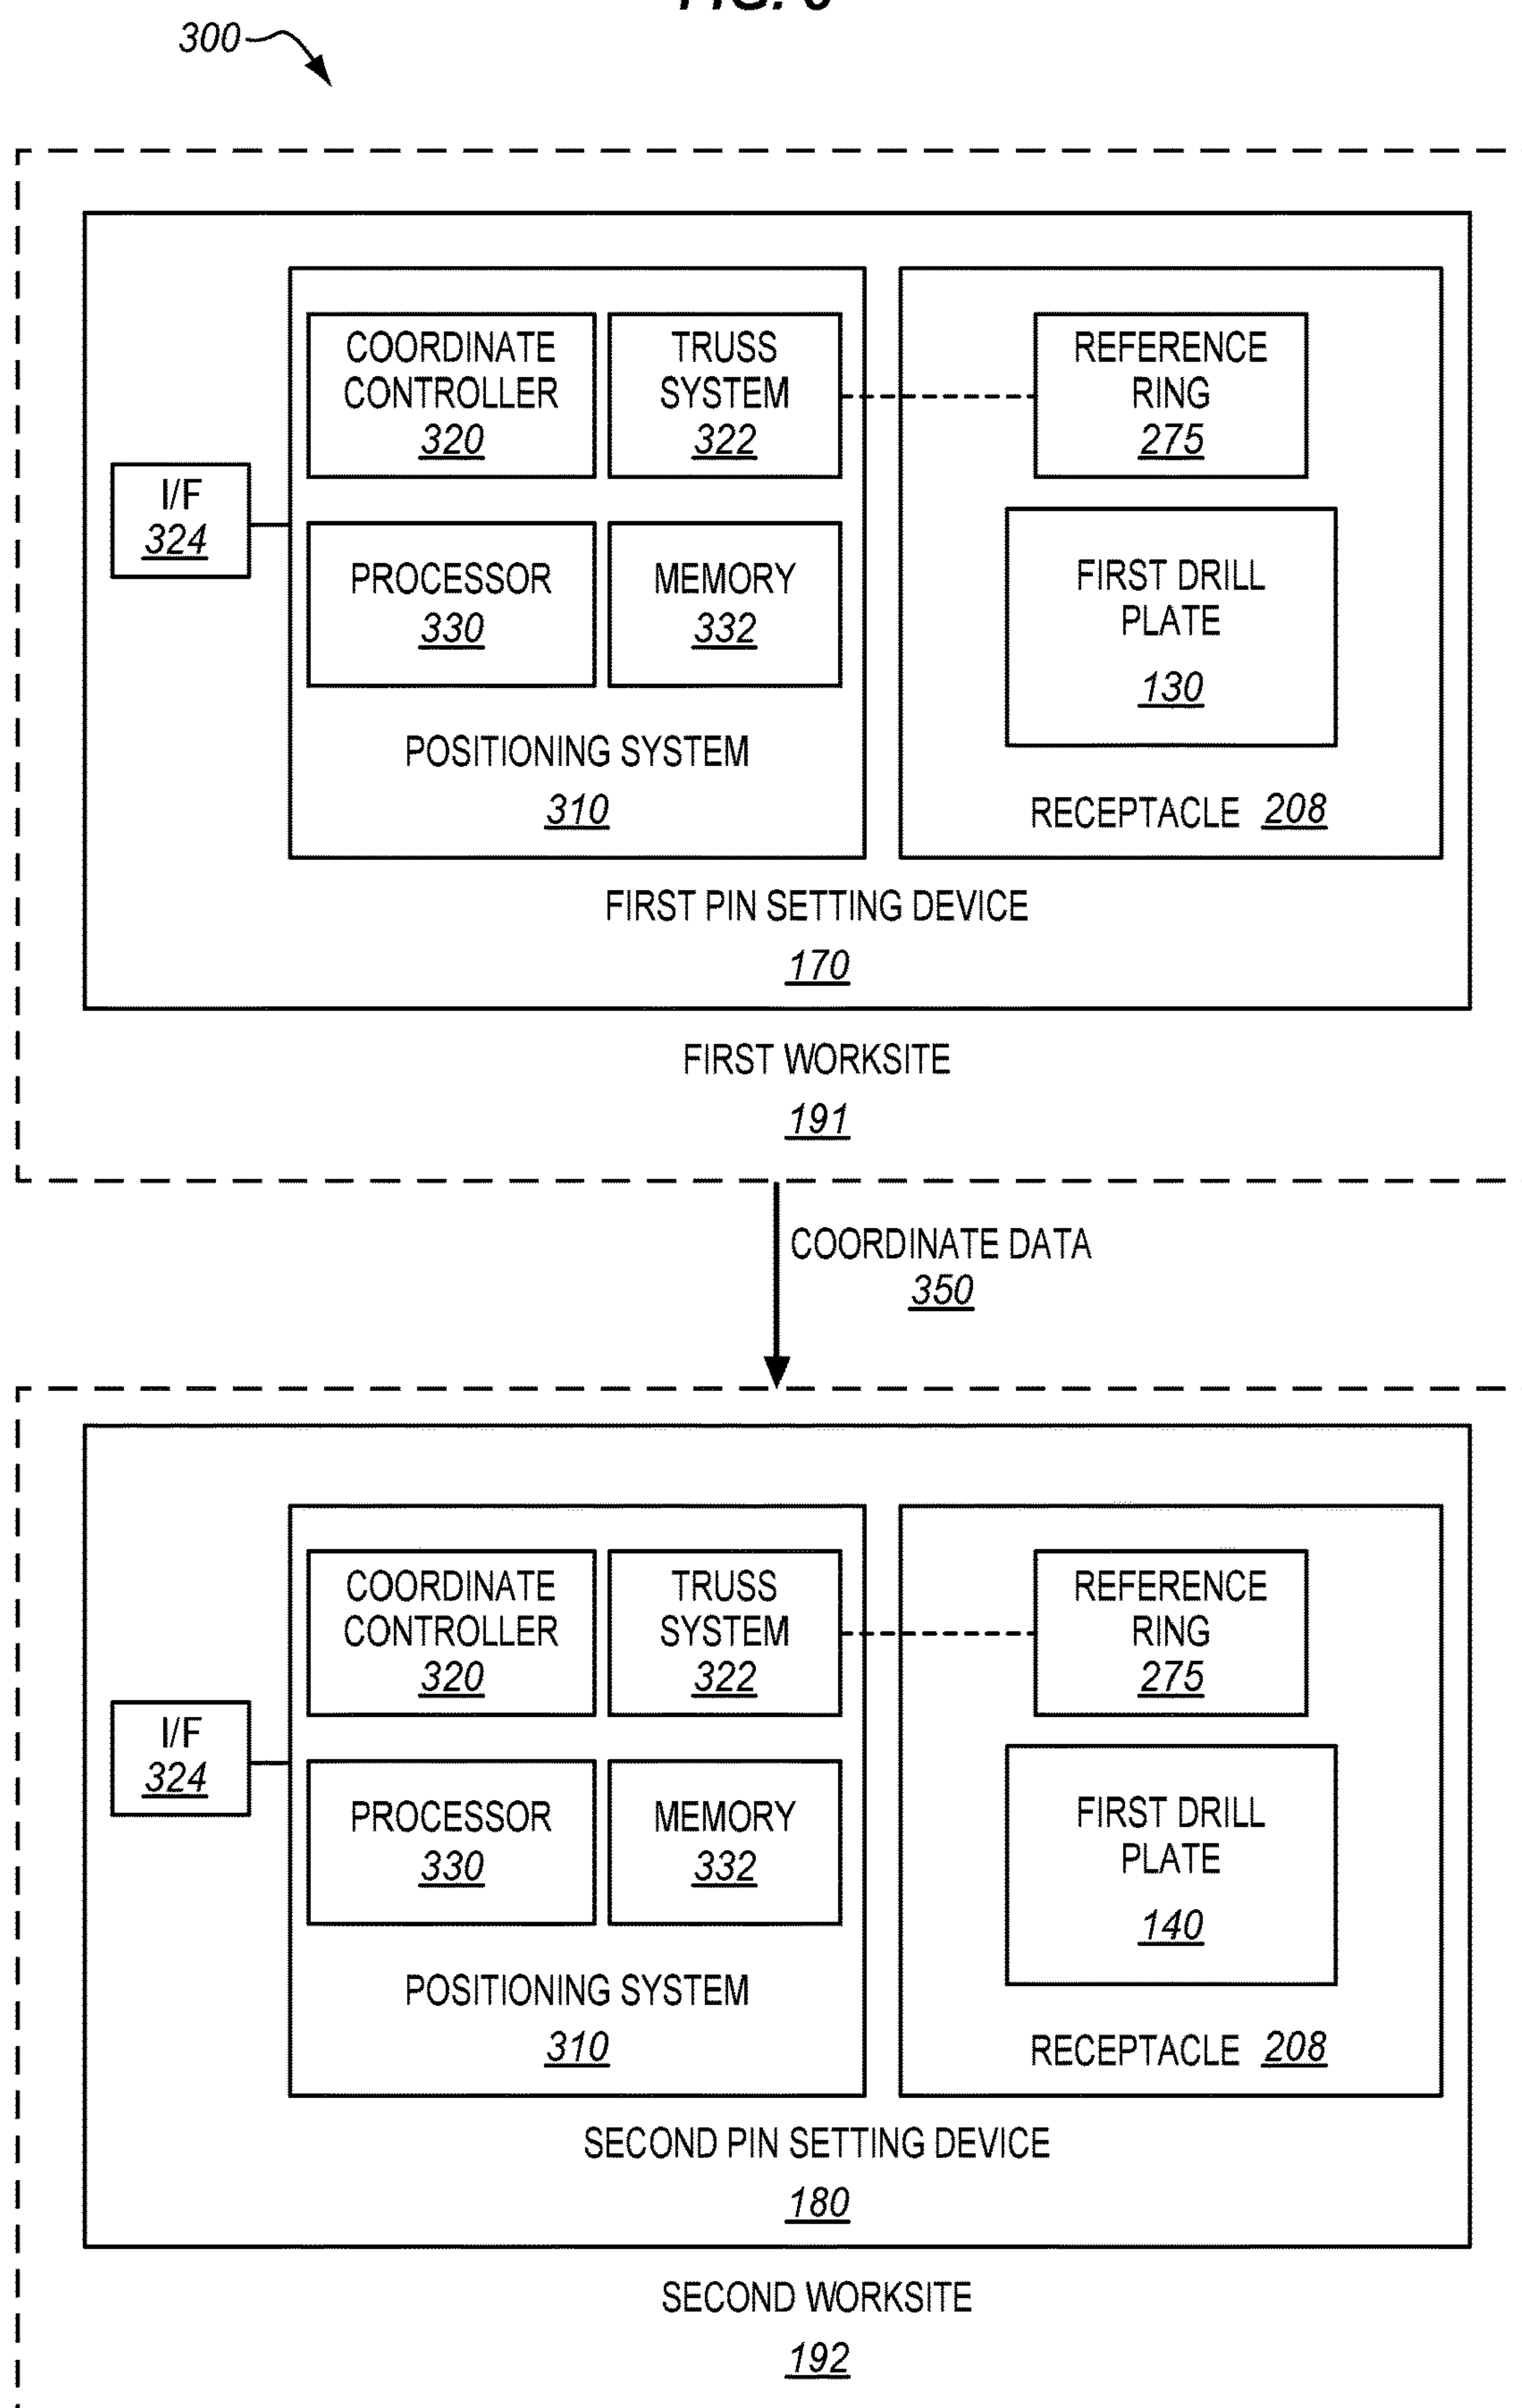 300
COORDINATE
CONTROLLER
320
TRUSS
SYSTEM
322
REFERENCE
RING
275
I/F
324
PROCESSOR
330
MEMORY
332
FIRST DRILL
PLATE
130
POSITIONING SYSTEM
310
RECEPTACLE 208
FIRST PIN SETTING DEVICE
170
FIRST WORKSITE
191
COORDINATE DATA
350
COORDINATE
CONTROLLER
320
TRUSS
SYSTEM
322
REFERENCE
RING
275
I/F
324
PROCESSOR
330
MEMORY
332
FIRST DRILL
PLATE
140
POSITIONING SYSTEM
310
RECEPTACLE 208
SECOND PIN SETTING DEVICE
180
SECOND WORKSITE
192